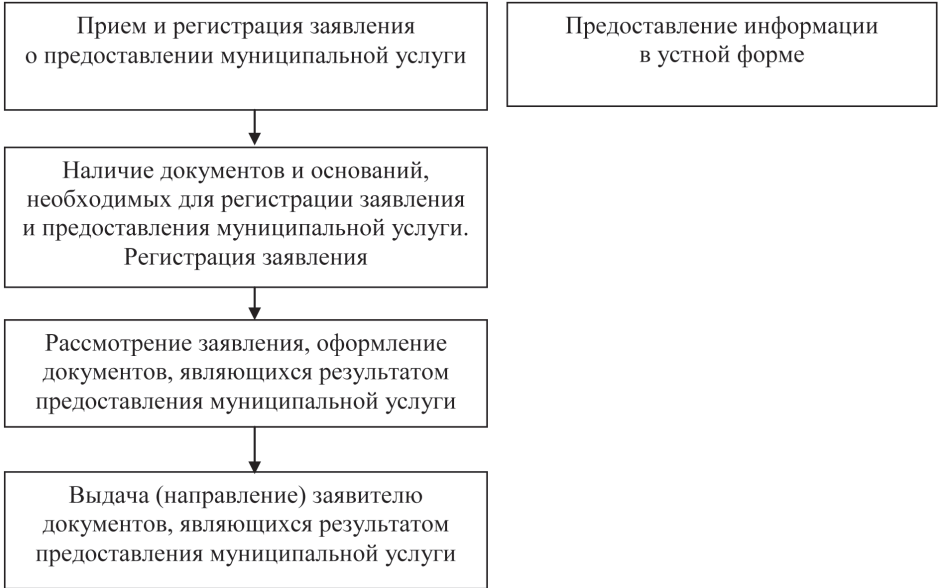 Прием и регистрация заявления
о предоставлении муниципальной услуги
Предоставление информации
в устной форме
Наличие документов и оснований,
необходимых для регистрации заявления
и предоставления муниципальной услуги.
Регистрация заявления
Рассмотрение заявления, оформление
документов, являющихся результатом
предоставления муниципальной услуги
Выдача (направление) заявителю
документов, являющихся результатом
предоставления муниципальной услуги